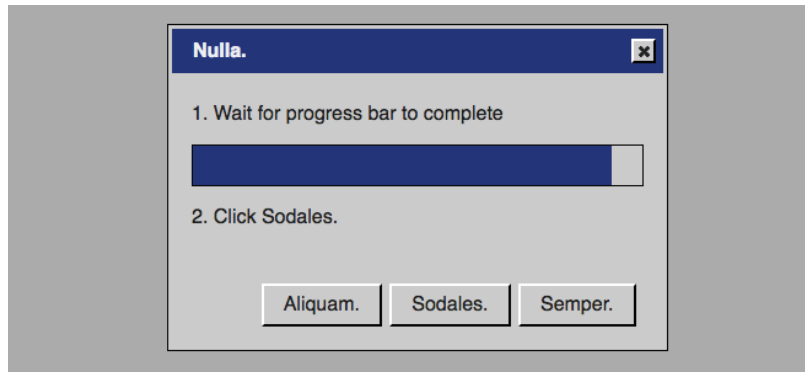 Nulla.
1. Wait for progress bar to complete
2. Click Sodales.
Aliquam. Sodales. Semper.